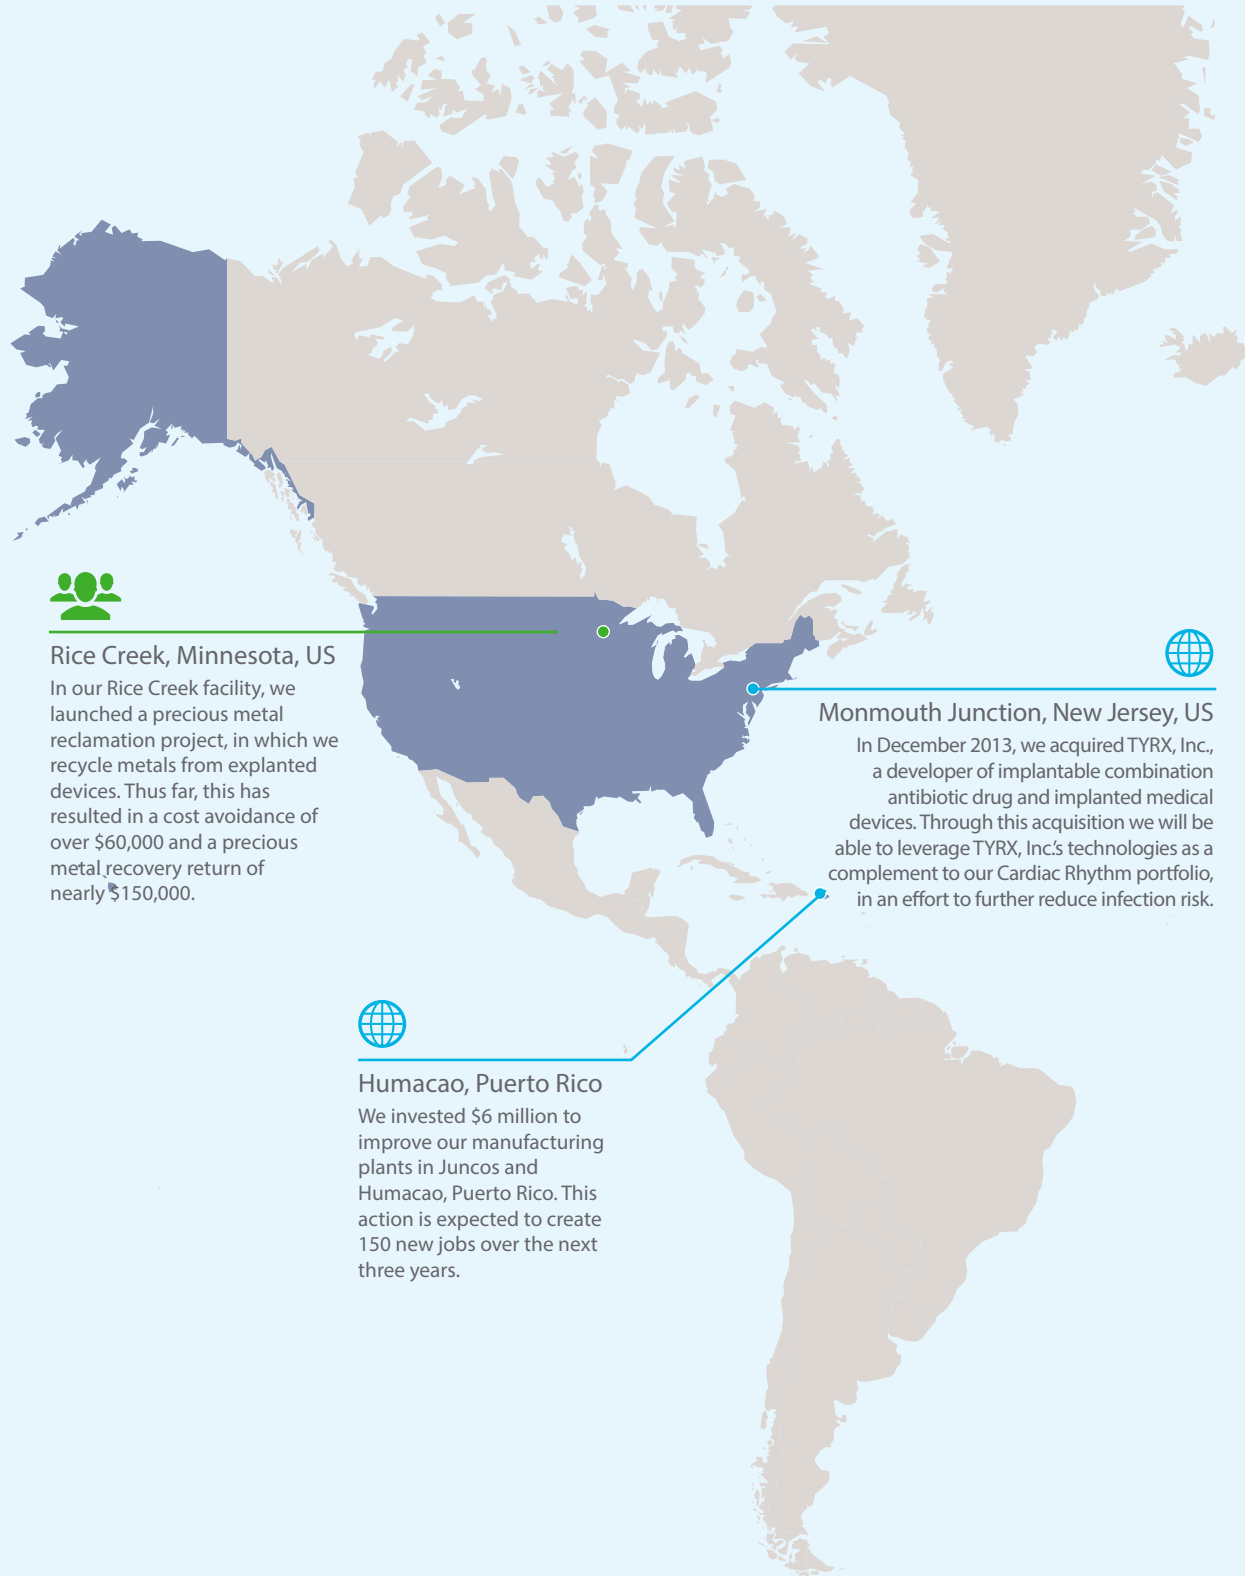 Rice Creek, Minnesota, US
In our Rice Creek facility, we
launched a precious metal
reclamation project, in which we
recycle metals from explanted
devices. Thus far, this has
resulted in a cost avoidance of
over $60,000 and a precious
metal recovery return of
nearly $150,000.
Monmouth Junction, New Jersey, US
In December 2013, we acquired TYRX, Inc.,
a developer of implantable combination
antibiotic drug and implanted medical
devices. Through this acquisition we will be
able to leverage TYRX, Inc.'s technologies as a
complement to our Cardiac Rhythm portfolio,
in an effort to further reduce infection risk.
Humacao, Puerto Rico
We invested $6 million to
improve our manufacturing
plants in Juncos and
Humacao, Puerto Rico. This
action is expected to create
150 new jobs over the next
three years.